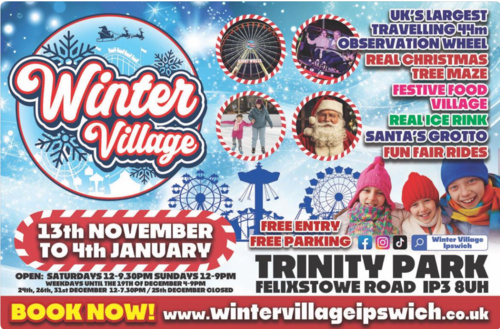 Winter
Village
UK'S LARGEST
TRAVELLING 44m
OBSERVATION WHEEL
REAL CHRISTMAS
TREE MAZE
FESTIVE FOOD
VILLAGE
REAL ICE RINK
SANTA'S GROTTO
FUN FAIR RIDES
13th NOVEMBER
TO 4th JANUARY
FREE ENTRY
FREE PARKING
Winter Village
Ipswich
OPEN: SATURDAYS 12-9.30PM SUNDAYS 12-9PM
WEEKDAYS UNTIL THE 19TH OF DECEMBER 4-9PM
24th, 26th, 31st DECEMBER 12-7.30PM / 25th DECEMBER CLOSED
TRINITY PARK
FELIXSTOWE ROAD IP3 8UH
BOOK NOW! www.wintervillageipswich.co.uk